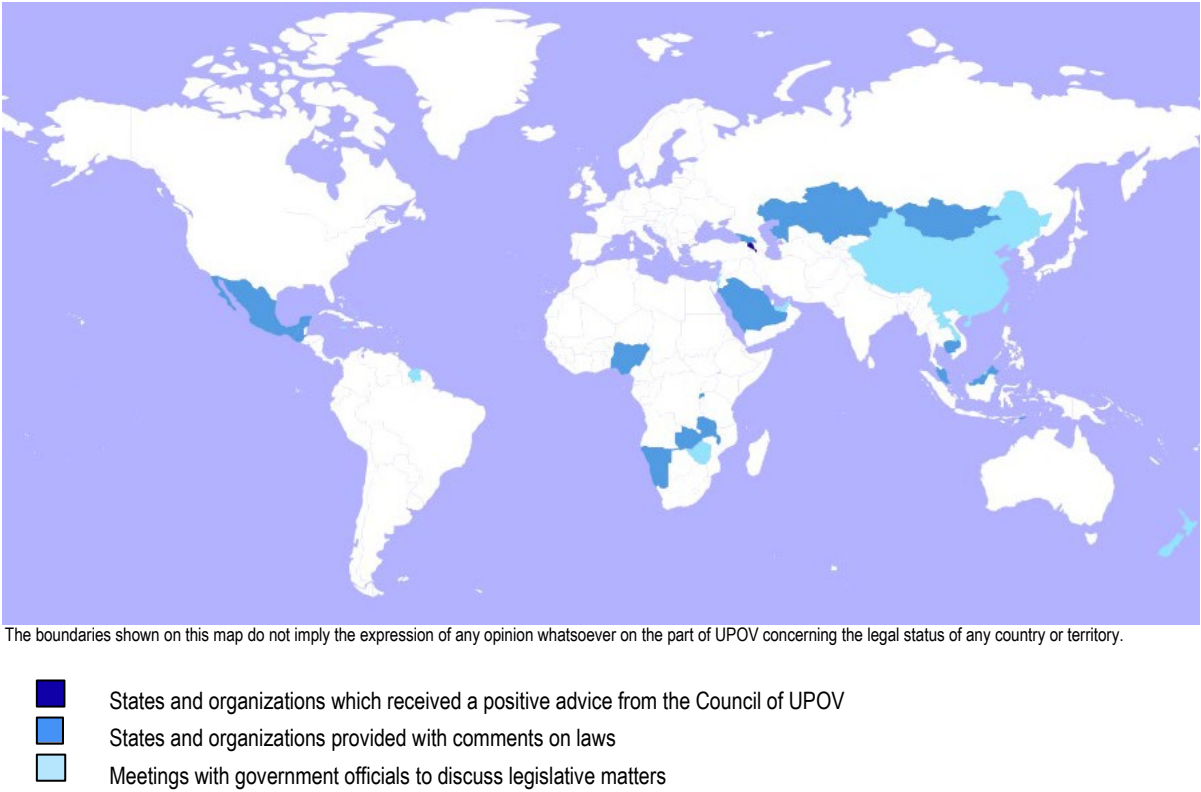 The boundaries shown on this map do not imply the expression of any opinion whatsoever on the part of UPOV concerning the legal status of any country or territory.
States and organizations which received a positive advice from the Council of UPOV
States and organizations provided with comments on laws
Meetings with government officials to discuss legislative matters